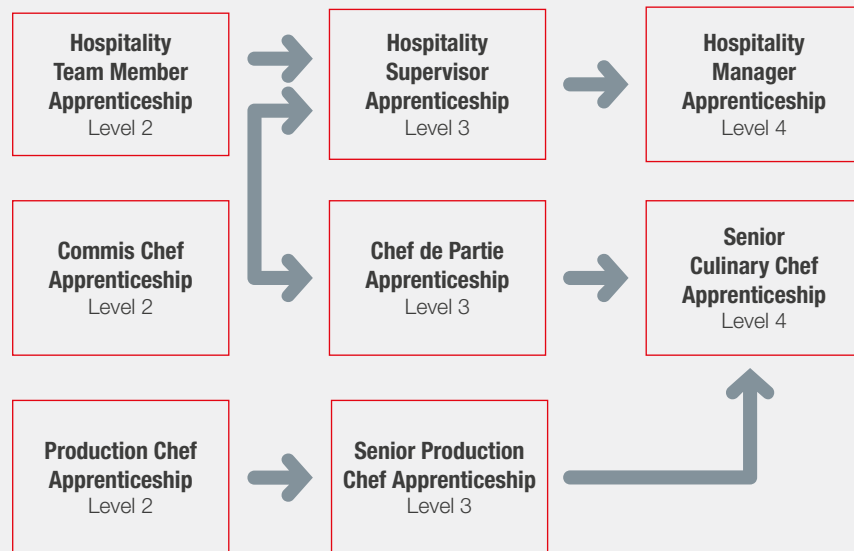 Hospitality
Team Member
Apprenticeship
Level 2
Hospitality
Supervisor
Apprenticeship
Level 3
Hospitality
Manager
Apprenticeship
Level 4
Commis Chef
Apprenticeship
Level 2
Chef de Partie
Apprenticeship
Level 3
Senior
Culinary Chef
Apprenticeship
Level 4
Production Chef
Apprenticeship
Level 2
Senior Production
Chef Apprenticeship
Level 3